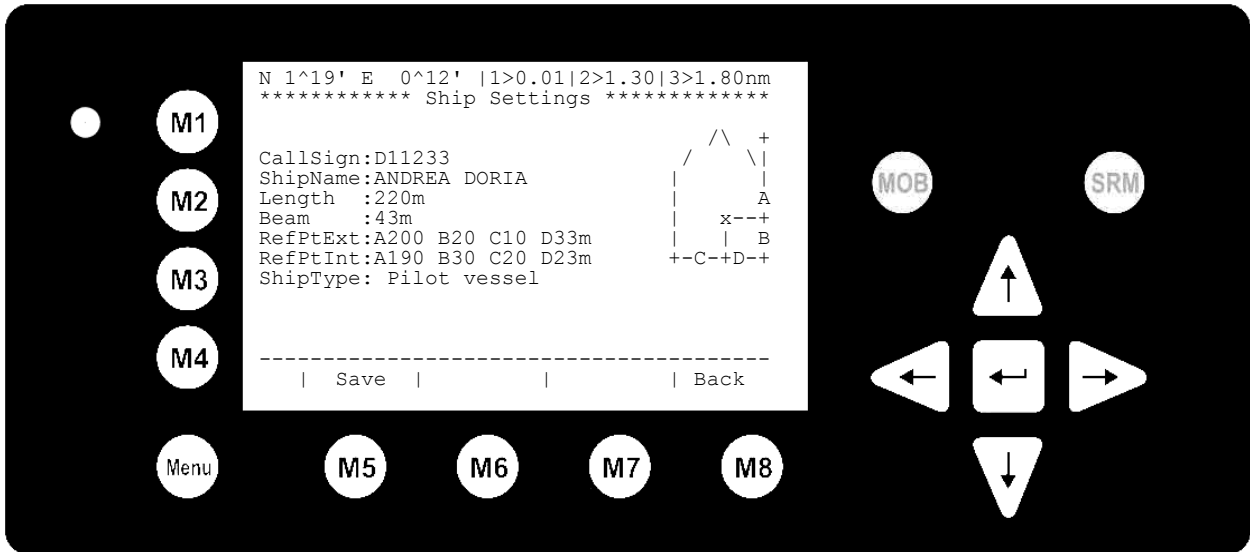 N 1^19' E  0^12' |1>0.01|2>1.30|3>1.80nm
************ Ship Settings *************
/\ +
CallSign:D11233 / \|
ShipName:ANDREA DORIA | |
Length  :220m | A
Beam    :43m | x--+
RefPtExt:A200 B20 C10 D33m | | B
RefPtInt:A190 B30 C20 D23m +-C-+D-+
ShipType: Pilot vessel
----------------------------------------
| Save | | | Back
M1
M2
M3
M4
Menu
M5 M6 M7 M8
MOB SRM